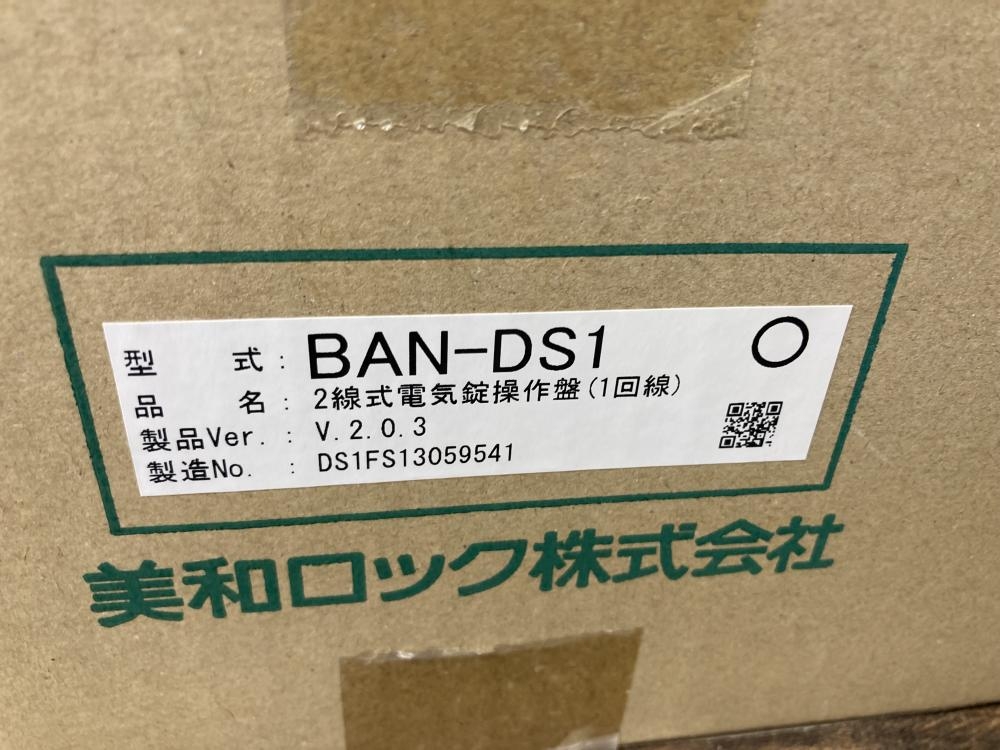 型 式: BAN-DS1
品 名: 2線式電気錠操作盤(1回線)
製品Ver. : V.2.0.3
製造No. : DS1FS13059541
美和ロック株式会社